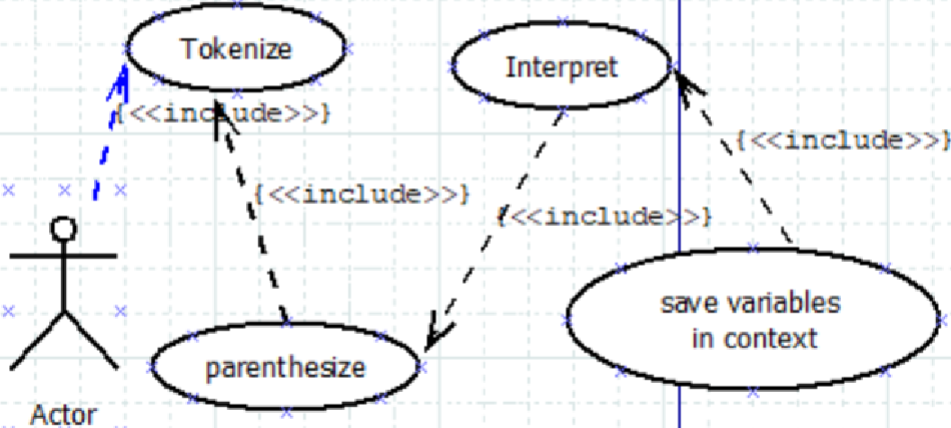 Tokenize
Interpret
{<<include>>}
{<<include>>}
{<<include>>}
{<<include>>}
save variables
in context
parenthesize
Actor